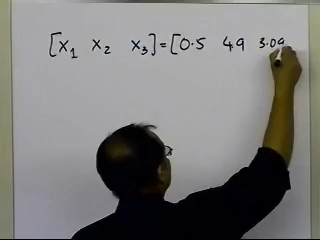 [X₁ X₂ X₃] = [0.5 4.9 3.09